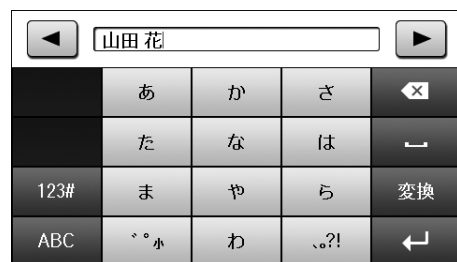 山田 花
あ か さ
た な は
123# ま や ら 変換
ABC ゛゜小 わ 、。?!